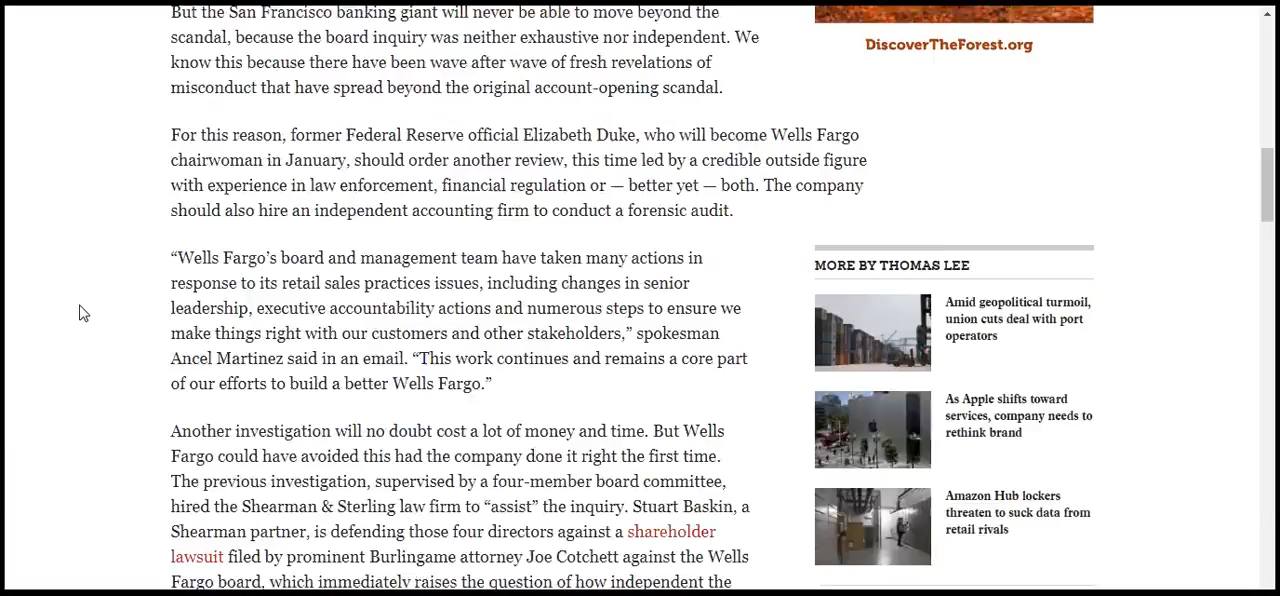 But the San Francisco banking giant will never be able to move beyond the
scandal, because the board inquiry was neither exhaustive nor independent. We
know this because there have been wave after wave of fresh revelations of
misconduct that have spread beyond the original account-opening scandal.
For this reason, former Federal Reserve official Elizabeth Duke, who will become Wells Fargo
chairwoman in January, should order another review, this time led by a credible outside figure
with experience in law enforcement, financial regulation or — better yet — both. The company
should also hire an independent accounting firm to conduct a forensic audit.
“Wells Fargo’s board and management team have taken many actions in
response to its retail sales practices issues, including changes in senior
leadership, executive accountability actions and numerous steps to ensure we
make things right with our customers and other stakeholders,” spokesman
Ancel Martinez said in an email. “This work continues and remains a core part
of our efforts to build a better Wells Fargo.”
Another investigation will no doubt cost a lot of money and time. But Wells
Fargo could have avoided this had the company done it right the first time.
The previous investigation, supervised by a four-member board committee,
hired the Shearman & Sterling law firm to “assist” the inquiry. Stuart Baskin, a
Shearman partner, is defending those four directors against a shareholder
lawsuit filed by prominent Burlingame attorney Joe Cotchett against the Wells
Fargo board, which immediately raises the question of how independent the
DiscoverTheForest.org
MORE BY THOMAS LEE
Amid geopolitical turmoil,
union cuts deal with port
operators
As Apple shifts toward
services, company needs to
rethink brand
Amazon Hub lockers
threaten to suck data from
retail rivals